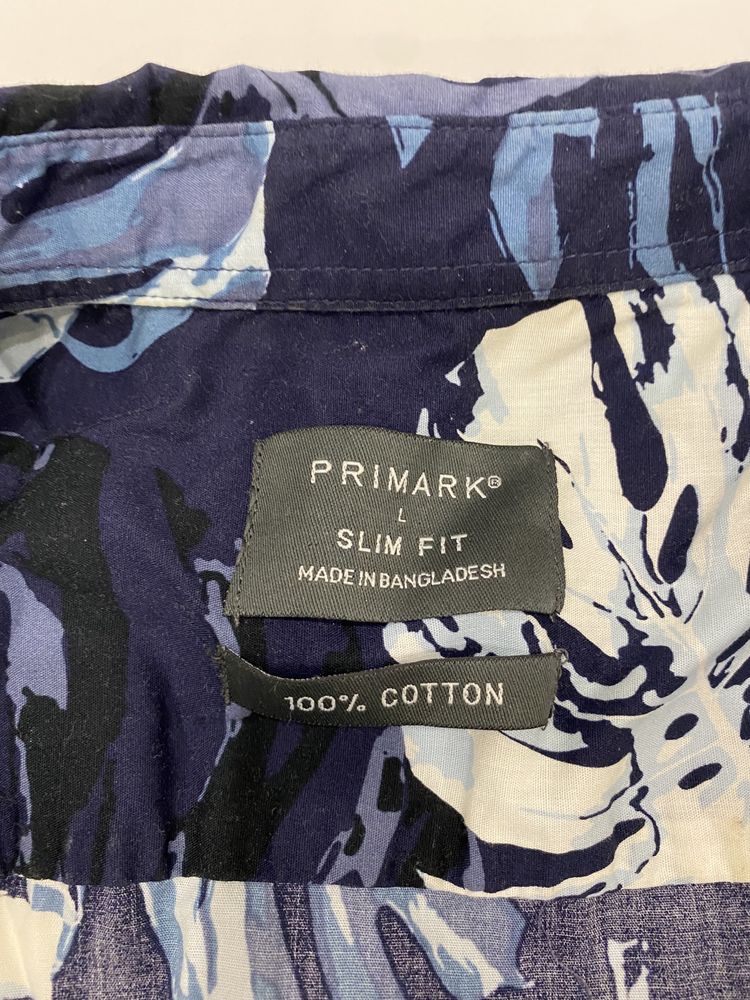 PRIMARK®
L
SLIM FIT
MADE IN BANGLADESH
100% COTTON